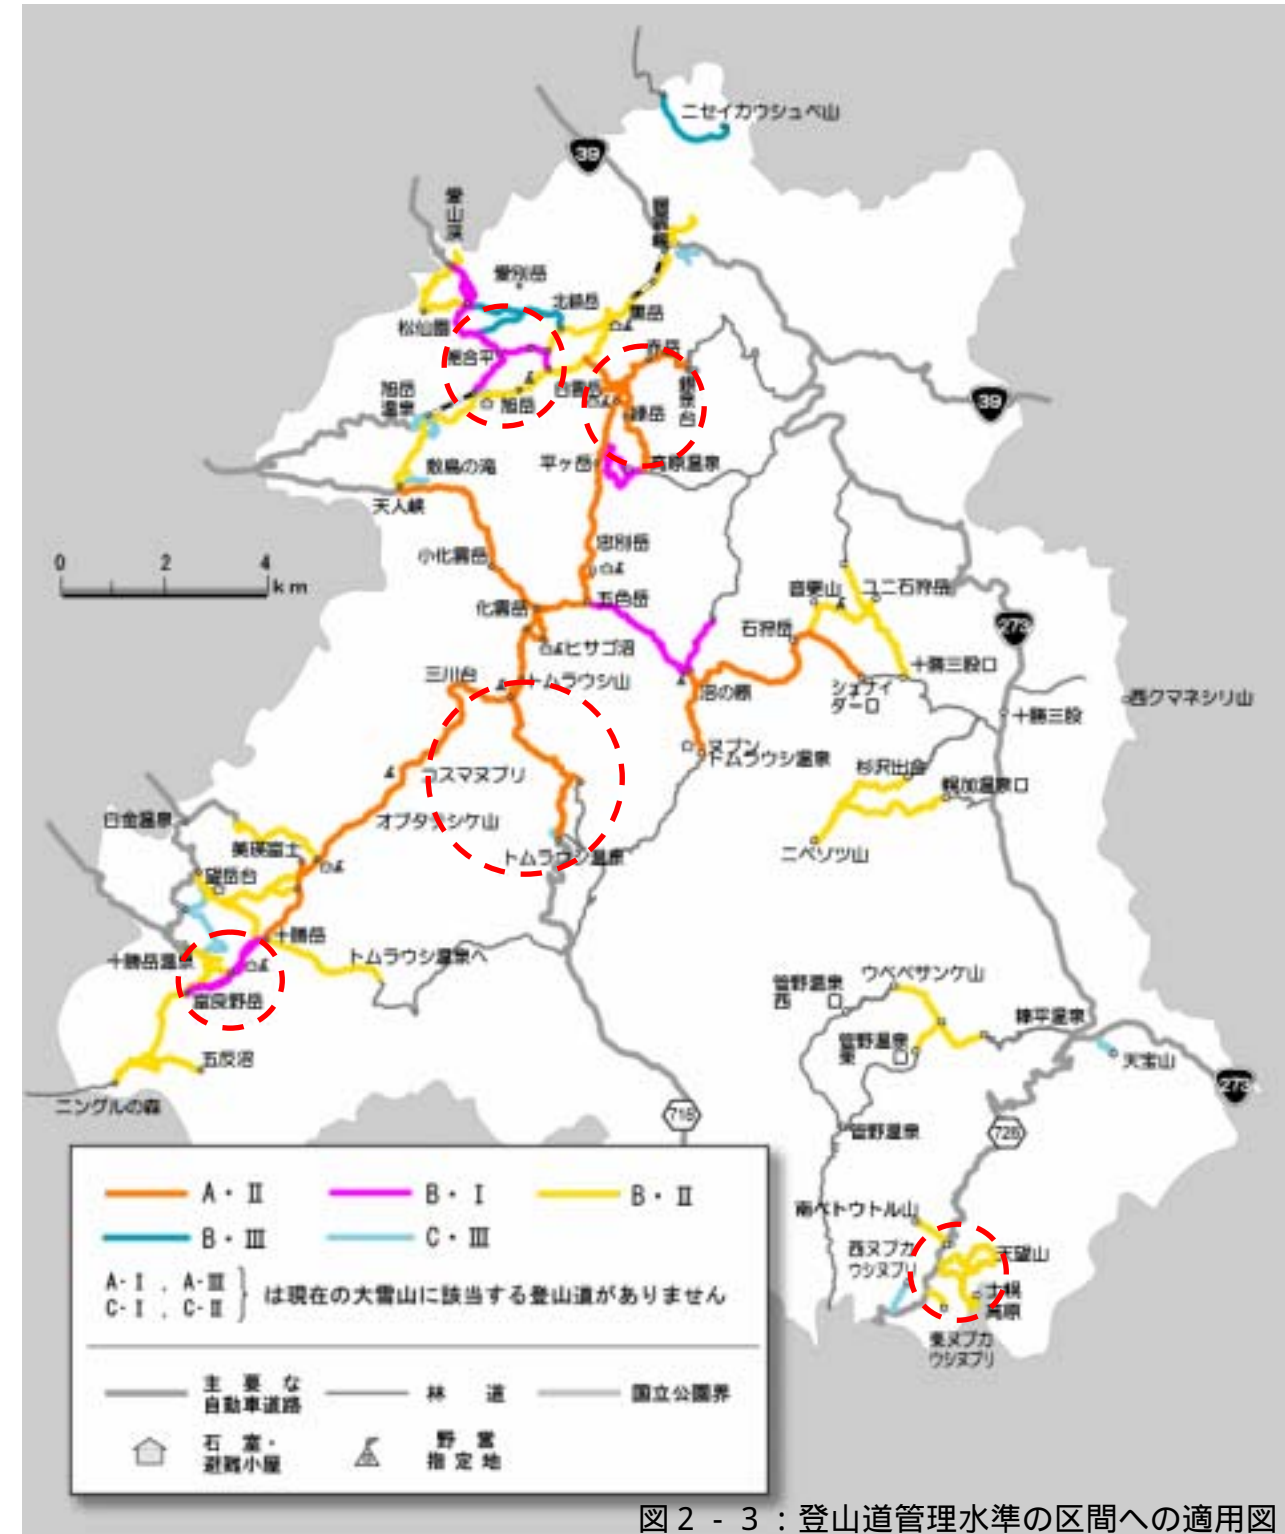 ニセイカウシュペ山
39
愛山渓
層雲峡
愛別岳
北鎮岳
黒岳
松仙園
赤岳
旭岳
温泉
白雲岳
銀泉台
旭岳
緑岳
39
敷島の滝
平ヶ岳
高原温泉
天人峡
忠別岳
小化雲岳
0 2 4
km
音更山
ユニ石狩岳
化雲岳
五色岳
石狩岳
273
ヒサゴ沼
十勝三股口
三川台
トムラウシ山
沼の原
シュナイ
ダー口
西クマネシリ山
十勝三股
ヌプン
トムラウシ温泉
コスマヌプリ
杉沢出合
幌加温泉口
白金温泉
オプタテシケ山
美瑛富士
トムラウシ温泉
ニペソツ山
望岳台
十勝岳
十勝岳温泉
トムラウシ温泉へ
ウペペサンケ山
菅野温泉
西 口
富良野岳
糠平温泉
菅野温泉
東 口
五反沼
天宝山
273
ニングルの森
718
菅野温泉
726
A・Ⅱ B・Ⅰ B・Ⅱ
B・Ⅲ C・Ⅲ
南ペトウトル山
西ヌプカ
ウシヌプリ
天望山
士幌
高原
東ヌプカ
ウシヌプリ
A-Ⅰ . A-Ⅲ
C-Ⅰ . C-Ⅱ
は現在の大雪山に該当する登山道がありません
主要な
自動車道路
林 道
国立公園界
石 室・
避難小屋
野 営
指定地
図2-3:登山道管理水準の区間への適用図